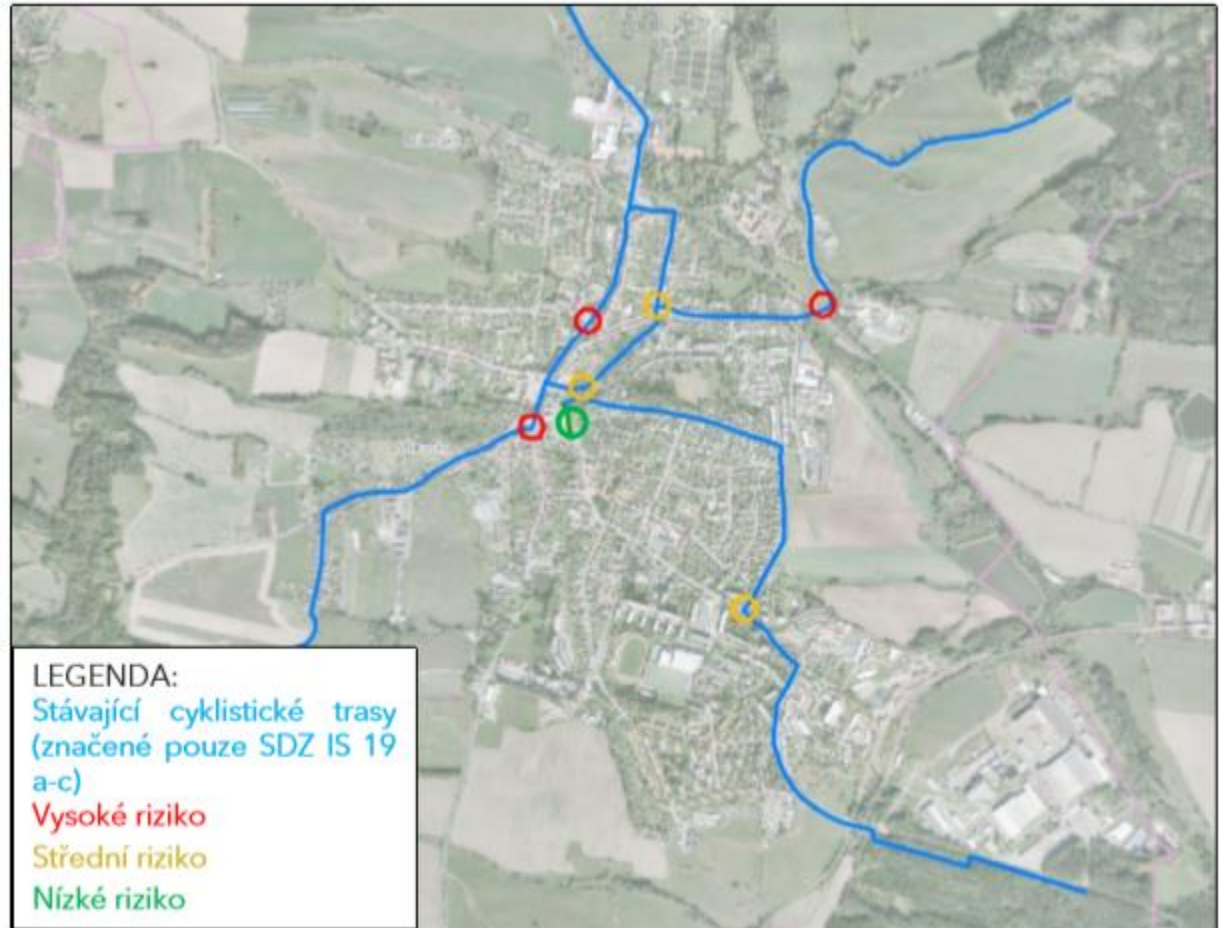 LEGENDA:
Stávající cyklistické trasy
(značené pouze SDZ IS 19
a-c)
Vysoké riziko
Střední riziko
Nízké riziko